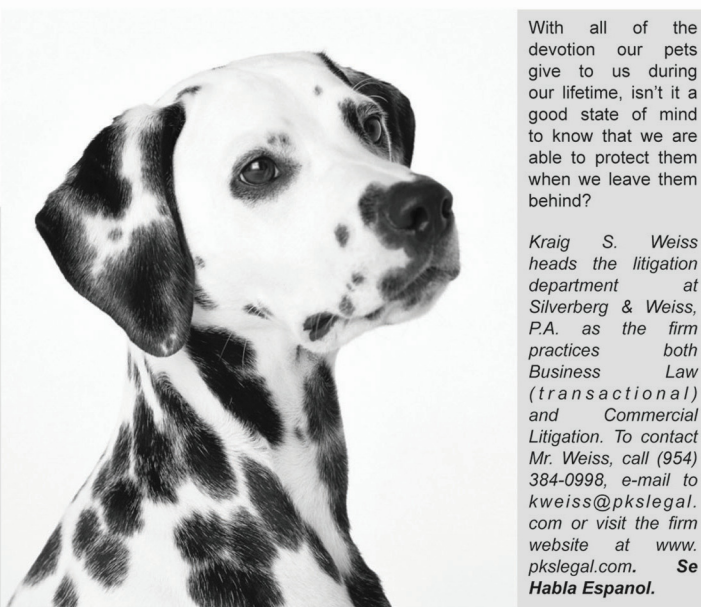 With all of the
devotion our pets
give to us during
our lifetime, isn't it a
good state of mind
to know that we are
able to protect them
when we leave them
behind?
Kraig S. Weiss
heads the litigation
department at
Silverberg & Weiss,
P.A. as the firm
practices both
Business Law
(transactional)
and Commercial
Litigation. To contact
Mr. Weiss, call (954)
384-0998, e-mail to
kweiss@pkslegal.
com or visit the firm
website at www.
pkslegal.com. Se
Habla Espanol.